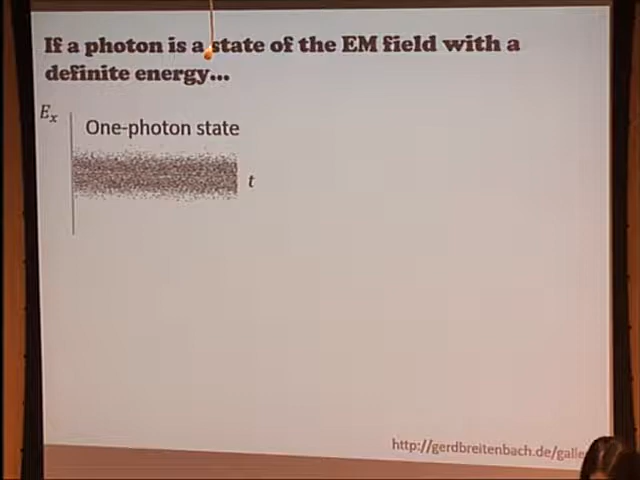 If a photon is a state of the EM field with a
definite energy...
Eₓ
One-photon state
t
http://gerdbreitenbach.de/galle